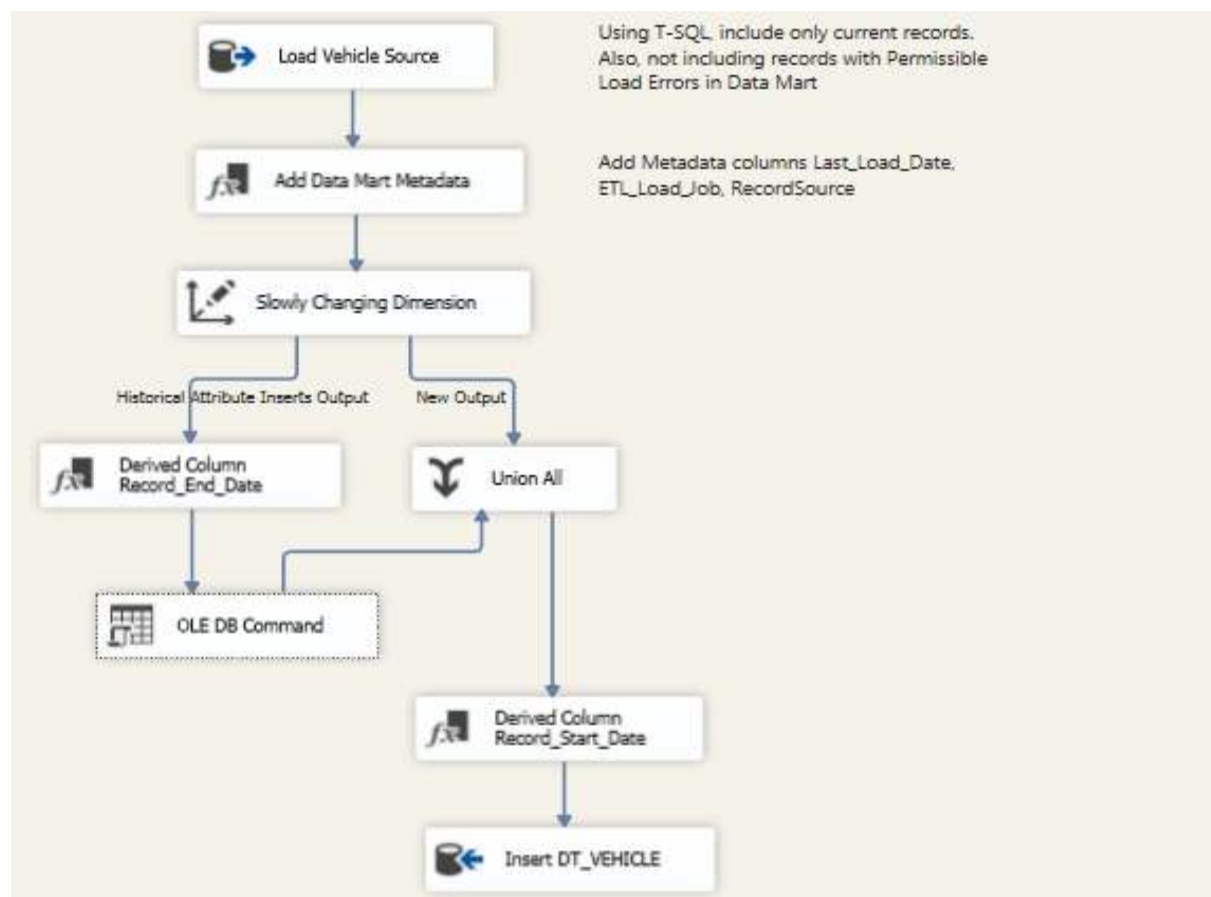 Load Vehicle Source
Using T-SQL, include only current records.
Also, not including records with Permissible
Load Errors in Data Mart
Add Data Mart Metadata
Add Metadata columns Last_Load_Date,
ETL_Load_Job, RecordSource
Slowly Changing Dimension
Historical Attribute Inserts Output
New Output
Derived Column
Record_End_Date
Union All
OLE DB Command
Derived Column
Record_Start_Date
Insert DT_VEHICLE